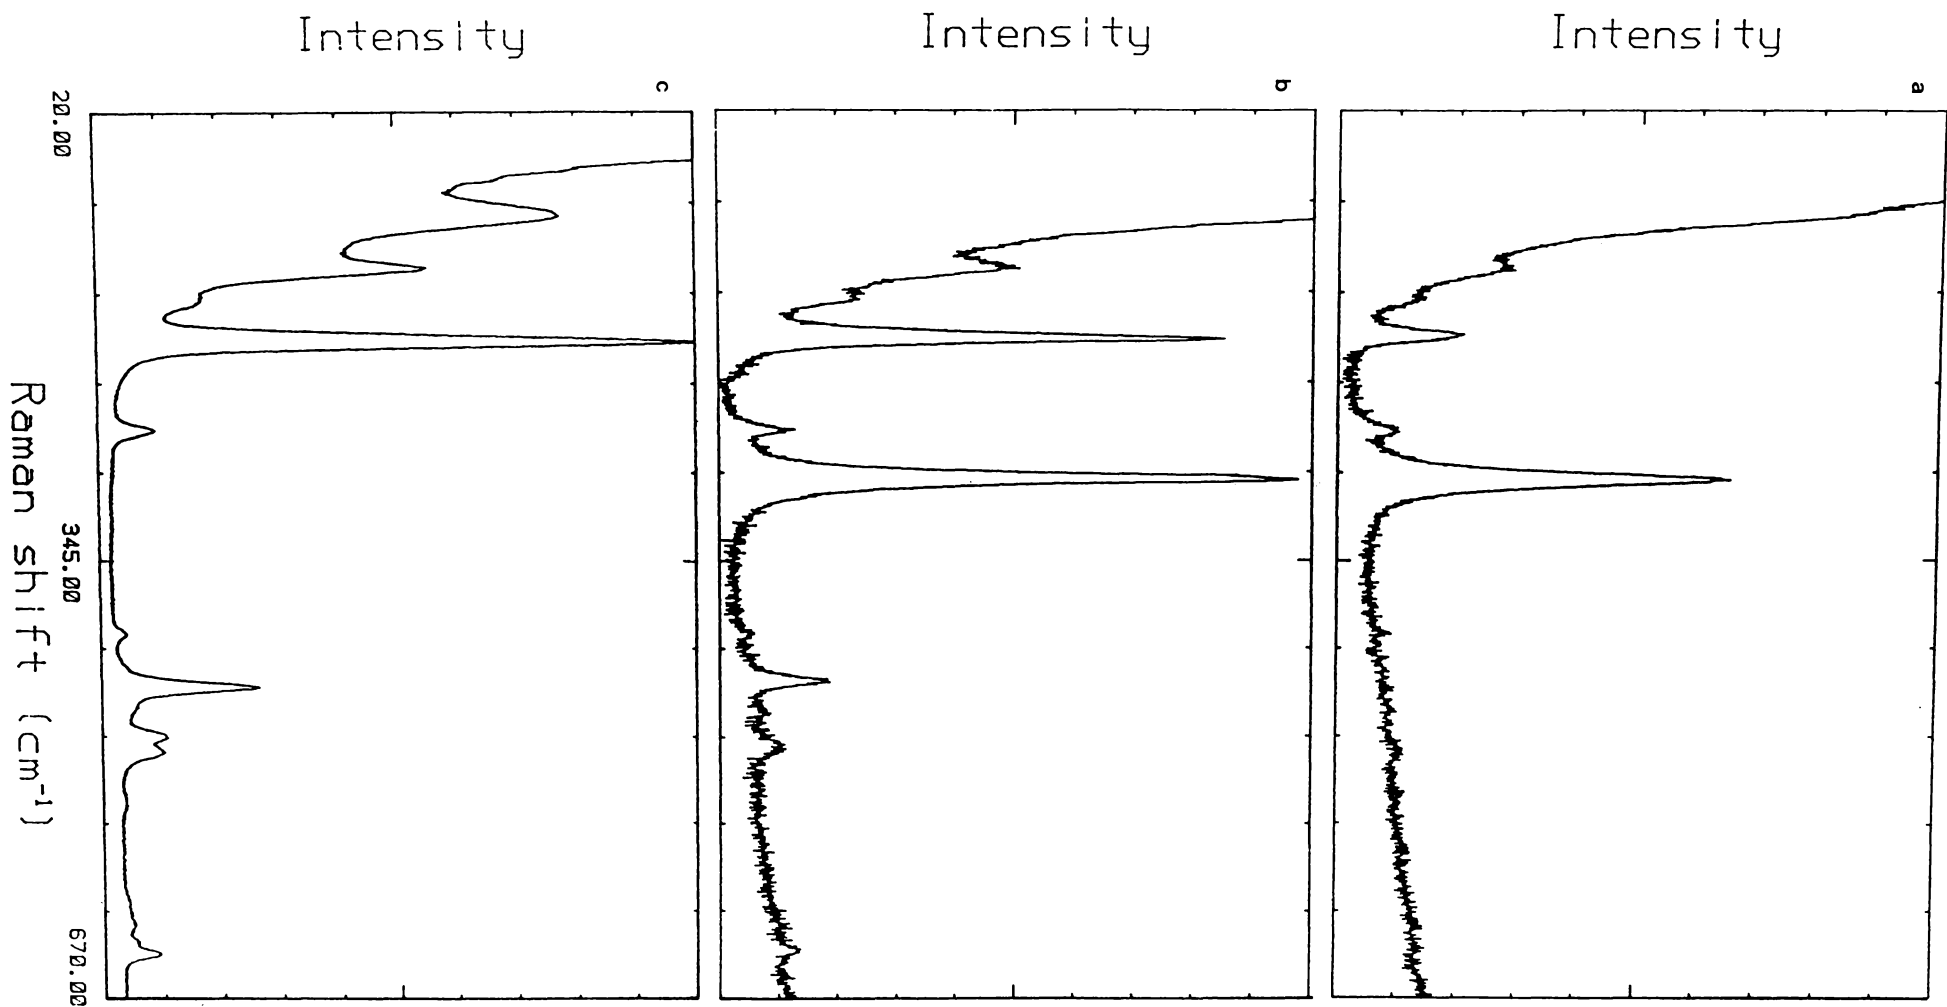 Intensity
Intensity
Intensity
c
b
a
20.00
345.00
670.00
Raman shift (cm⁻¹)